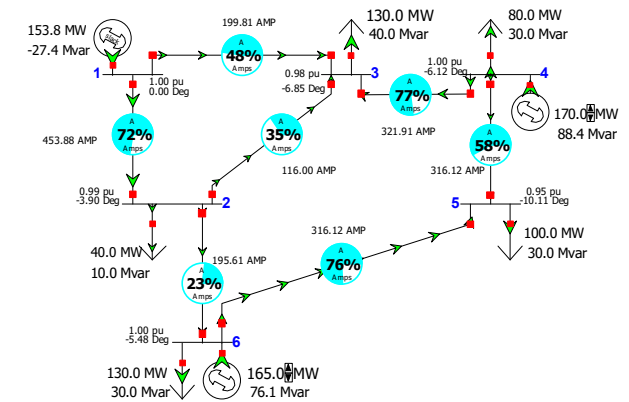 153.8 MW
-27.4 Mvar
slack
1
199.81 AMP
A
48%
Amps
1.00 pu
0.00 Deg
130.0 MW
40.0 Mvar
0.98 pu
-6.85 Deg
3
80.0 MW
30.0 Mvar
1.00 pu
-6.12 Deg
4
170.0 MW
88.4 Mvar
A
77%
Amps
321.91 AMP
453.88 AMP
A
72%
Amps
A
35%
Amps
116.00 AMP
A
58%
Amps
316.12 AMP
0.99 pu
-3.90 Deg
2
5
0.95 pu
-10.11 Deg
40.0 MW
10.0 Mvar
100.0 MW
30.0 Mvar
195.61 AMP
A
23%
Amps
316.12 AMP
A
76%
Amps
1.00 pu
-5.48 Deg
6
130.0 MW
30.0 Mvar
165.0 MW
76.1 Mvar